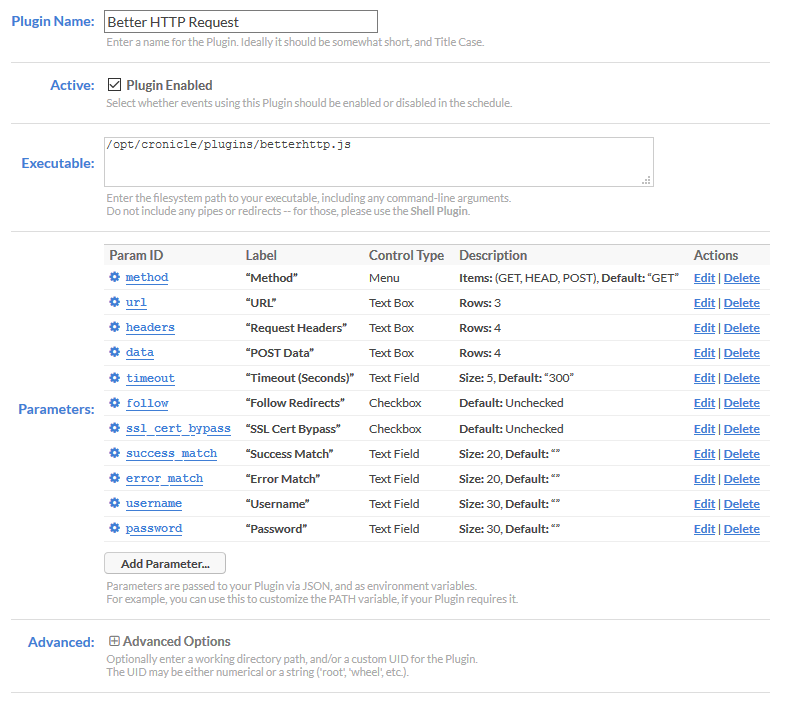 Plugin Name: Better HTTP Request
Enter a name for the Plugin. Ideally it should be somewhat short, and Title Case.
Active: Plugin Enabled
Select whether events using this Plugin should be enabled or disabled in the schedule.
Executable: /opt/cronicle/plugins/betterhttp.js
Enter the filesystem path to your executable, including any command-line arguments.
Do not include any pipes or redirects -- for those, please use the Shell Plugin.
Parameters:
Param ID Label Control Type Description Actions
method “Method” Menu Items: (GET, HEAD, POST), Default: “GET” Edit | Delete
url “URL” Text Box Rows: 3 Edit | Delete
headers “Request Headers” Text Box Rows: 4 Edit | Delete
data “POST Data” Text Box Rows: 4 Edit | Delete
timeout “Timeout (Seconds)” Text Field Size: 5, Default: “300” Edit | Delete
follow “Follow Redirects” Checkbox Default: Unchecked Edit | Delete
ssl_cert_bypass “SSL Cert Bypass” Checkbox Default: Unchecked Edit | Delete
success_match “Success Match” Text Field Size: 20, Default: “” Edit | Delete
error_match “Error Match” Text Field Size: 20, Default: “” Edit | Delete
username “Username” Text Field Size: 30, Default: “” Edit | Delete
password “Password” Text Field Size: 30, Default: “” Edit | Delete
Add Parameter...
Parameters are passed to your Plugin via JSON, and as environment variables.
For example, you can use this to customize the PATH variable, if your Plugin requires it.
Advanced: Advanced Options
Optionally enter a working directory path, and/or a custom UID for the Plugin.
The UID may be either numerical or a string ('root', 'wheel', etc.).